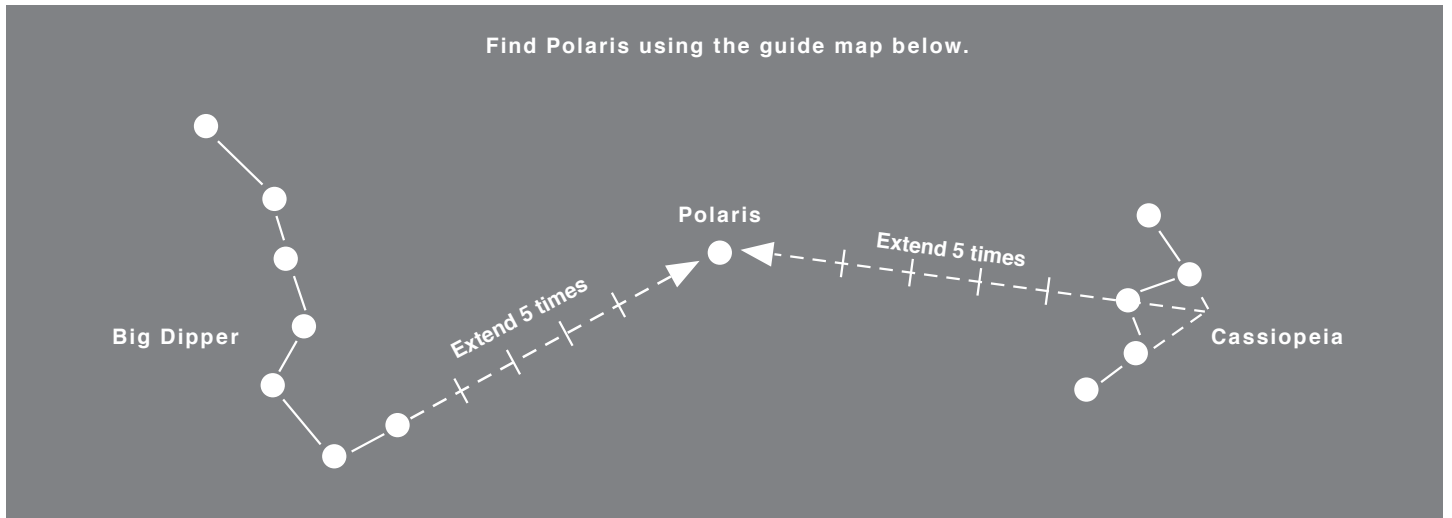 Find Polaris using the guide map below.
Polaris
Extend 5 times
Extend 5 times
Big Dipper
Cassiopeia